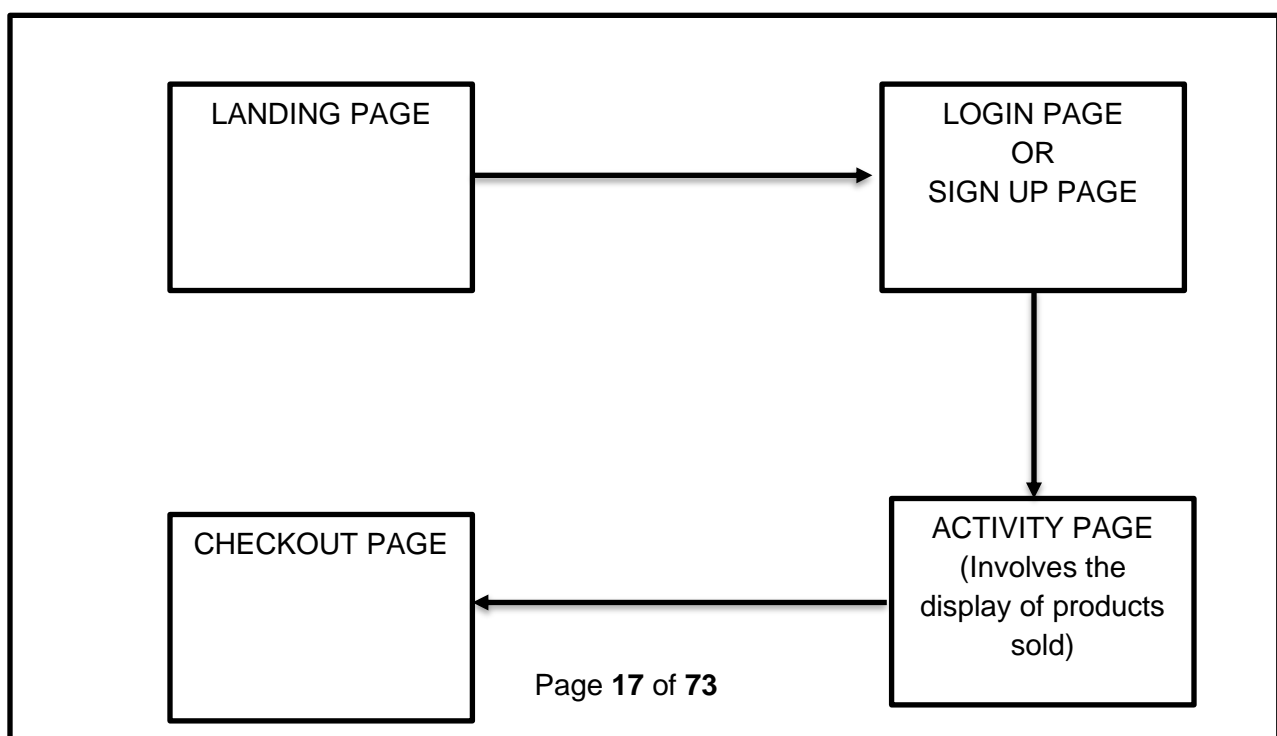 LANDING PAGE
LOGIN PAGE
OR
SIGN UP PAGE
CHECKOUT PAGE
ACTIVITY PAGE
(Involves the
display of products
sold)
Page 17 of 73